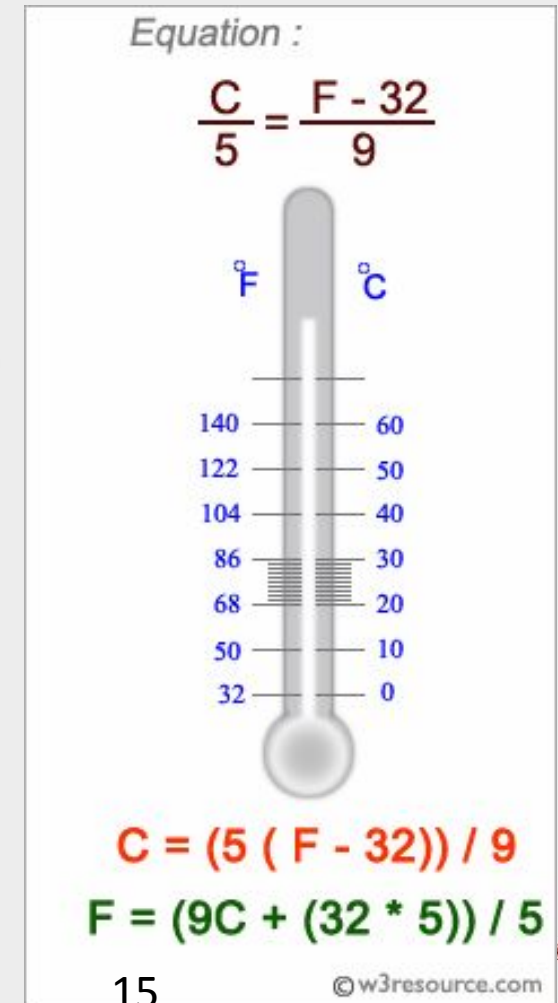 Equation :
C F - 32
— = ———
5 9
°F °C
140 60
122 50
104 40
86 30
68 20
50 10
32 0
C = (5 ( F - 32)) / 9
F = (9C + (32 * 5)) / 5
15 ©w3resource.com